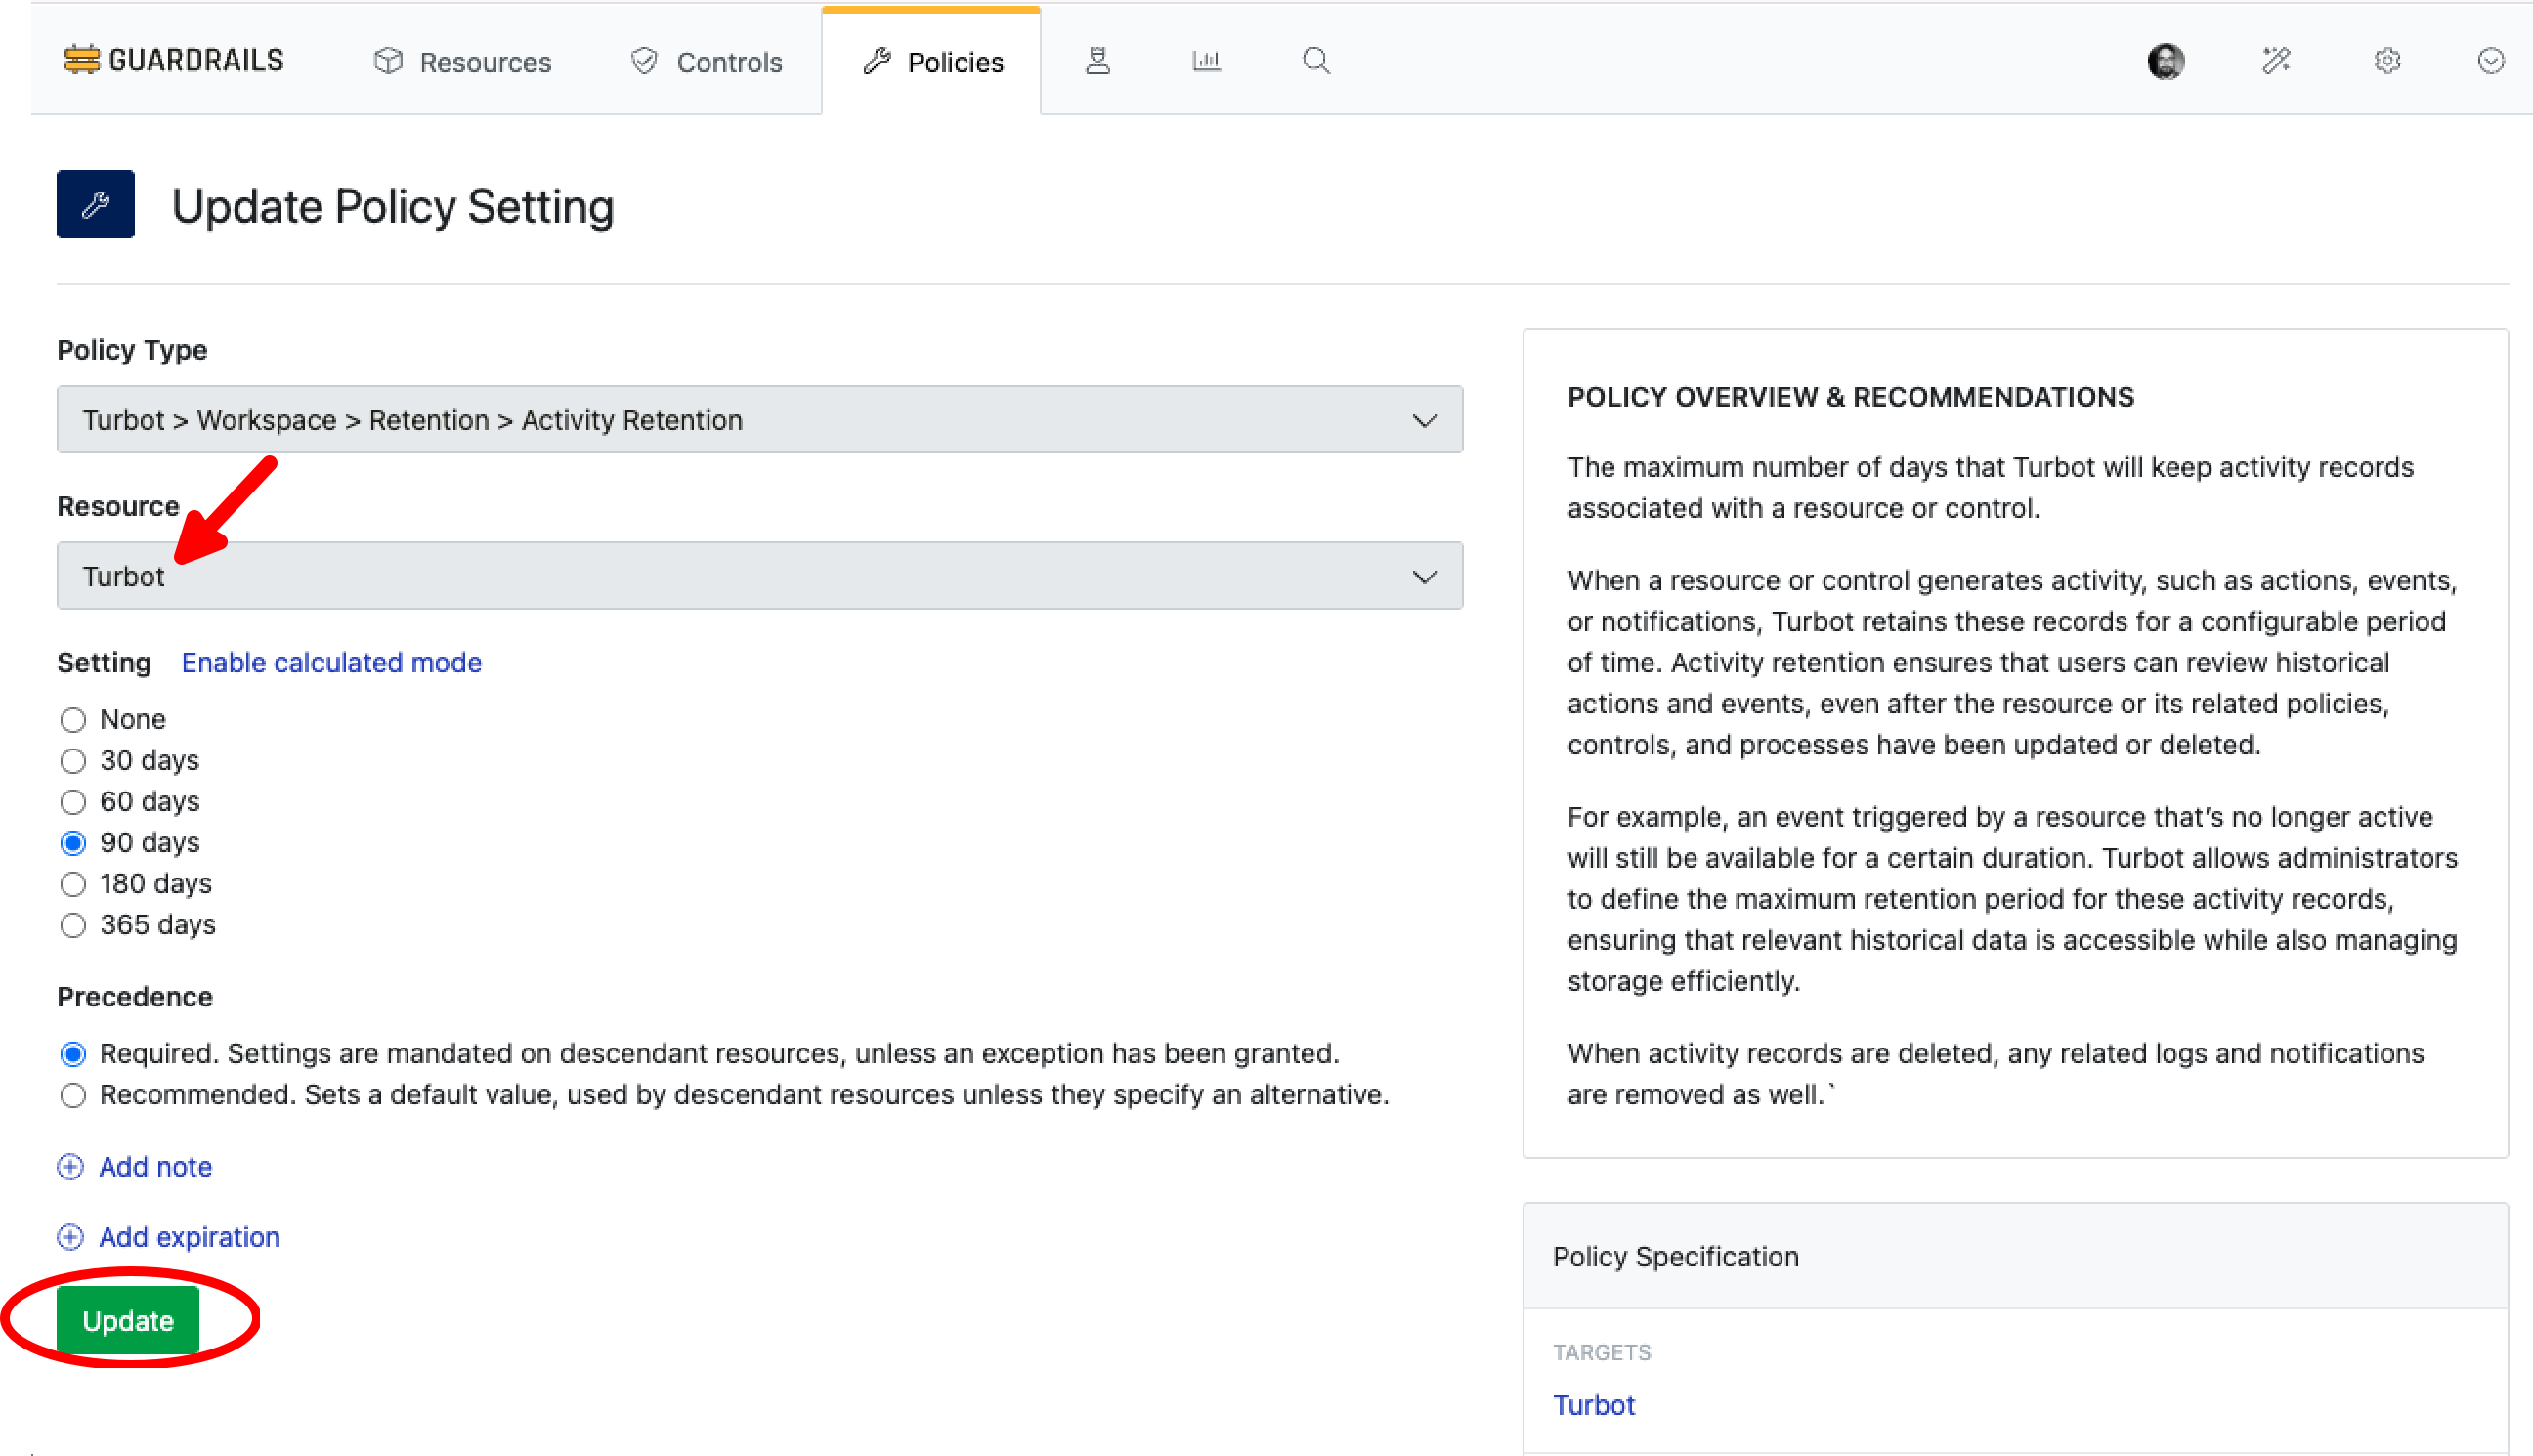 GUARDRAILS
Resources
Controls
Policies
Update Policy Setting
Policy Type
Turbot > Workspace > Retention > Activity Retention
Resource
Turbot
Setting Enable calculated mode
None
30 days
60 days
90 days
180 days
365 days
Precedence
Required. Settings are mandated on descendant resources, unless an exception has been granted.
Recommended. Sets a default value, used by descendant resources unless they specify an alternative.
Add note
Add expiration
Update
POLICY OVERVIEW & RECOMMENDATIONS
The maximum number of days that Turbot will keep activity records
associated with a resource or control.
When a resource or control generates activity, such as actions, events,
or notifications, Turbot retains these records for a configurable period
of time. Activity retention ensures that users can review historical
actions and events, even after the resource or its related policies,
controls, and processes have been updated or deleted.
For example, an event triggered by a resource that’s no longer active
will still be available for a certain duration. Turbot allows administrators
to define the maximum retention period for these activity records,
ensuring that relevant historical data is accessible while also managing
storage efficiently.
When activity records are deleted, any related logs and notifications
are removed as well.`
Policy Specification
TARGETS
Turbot